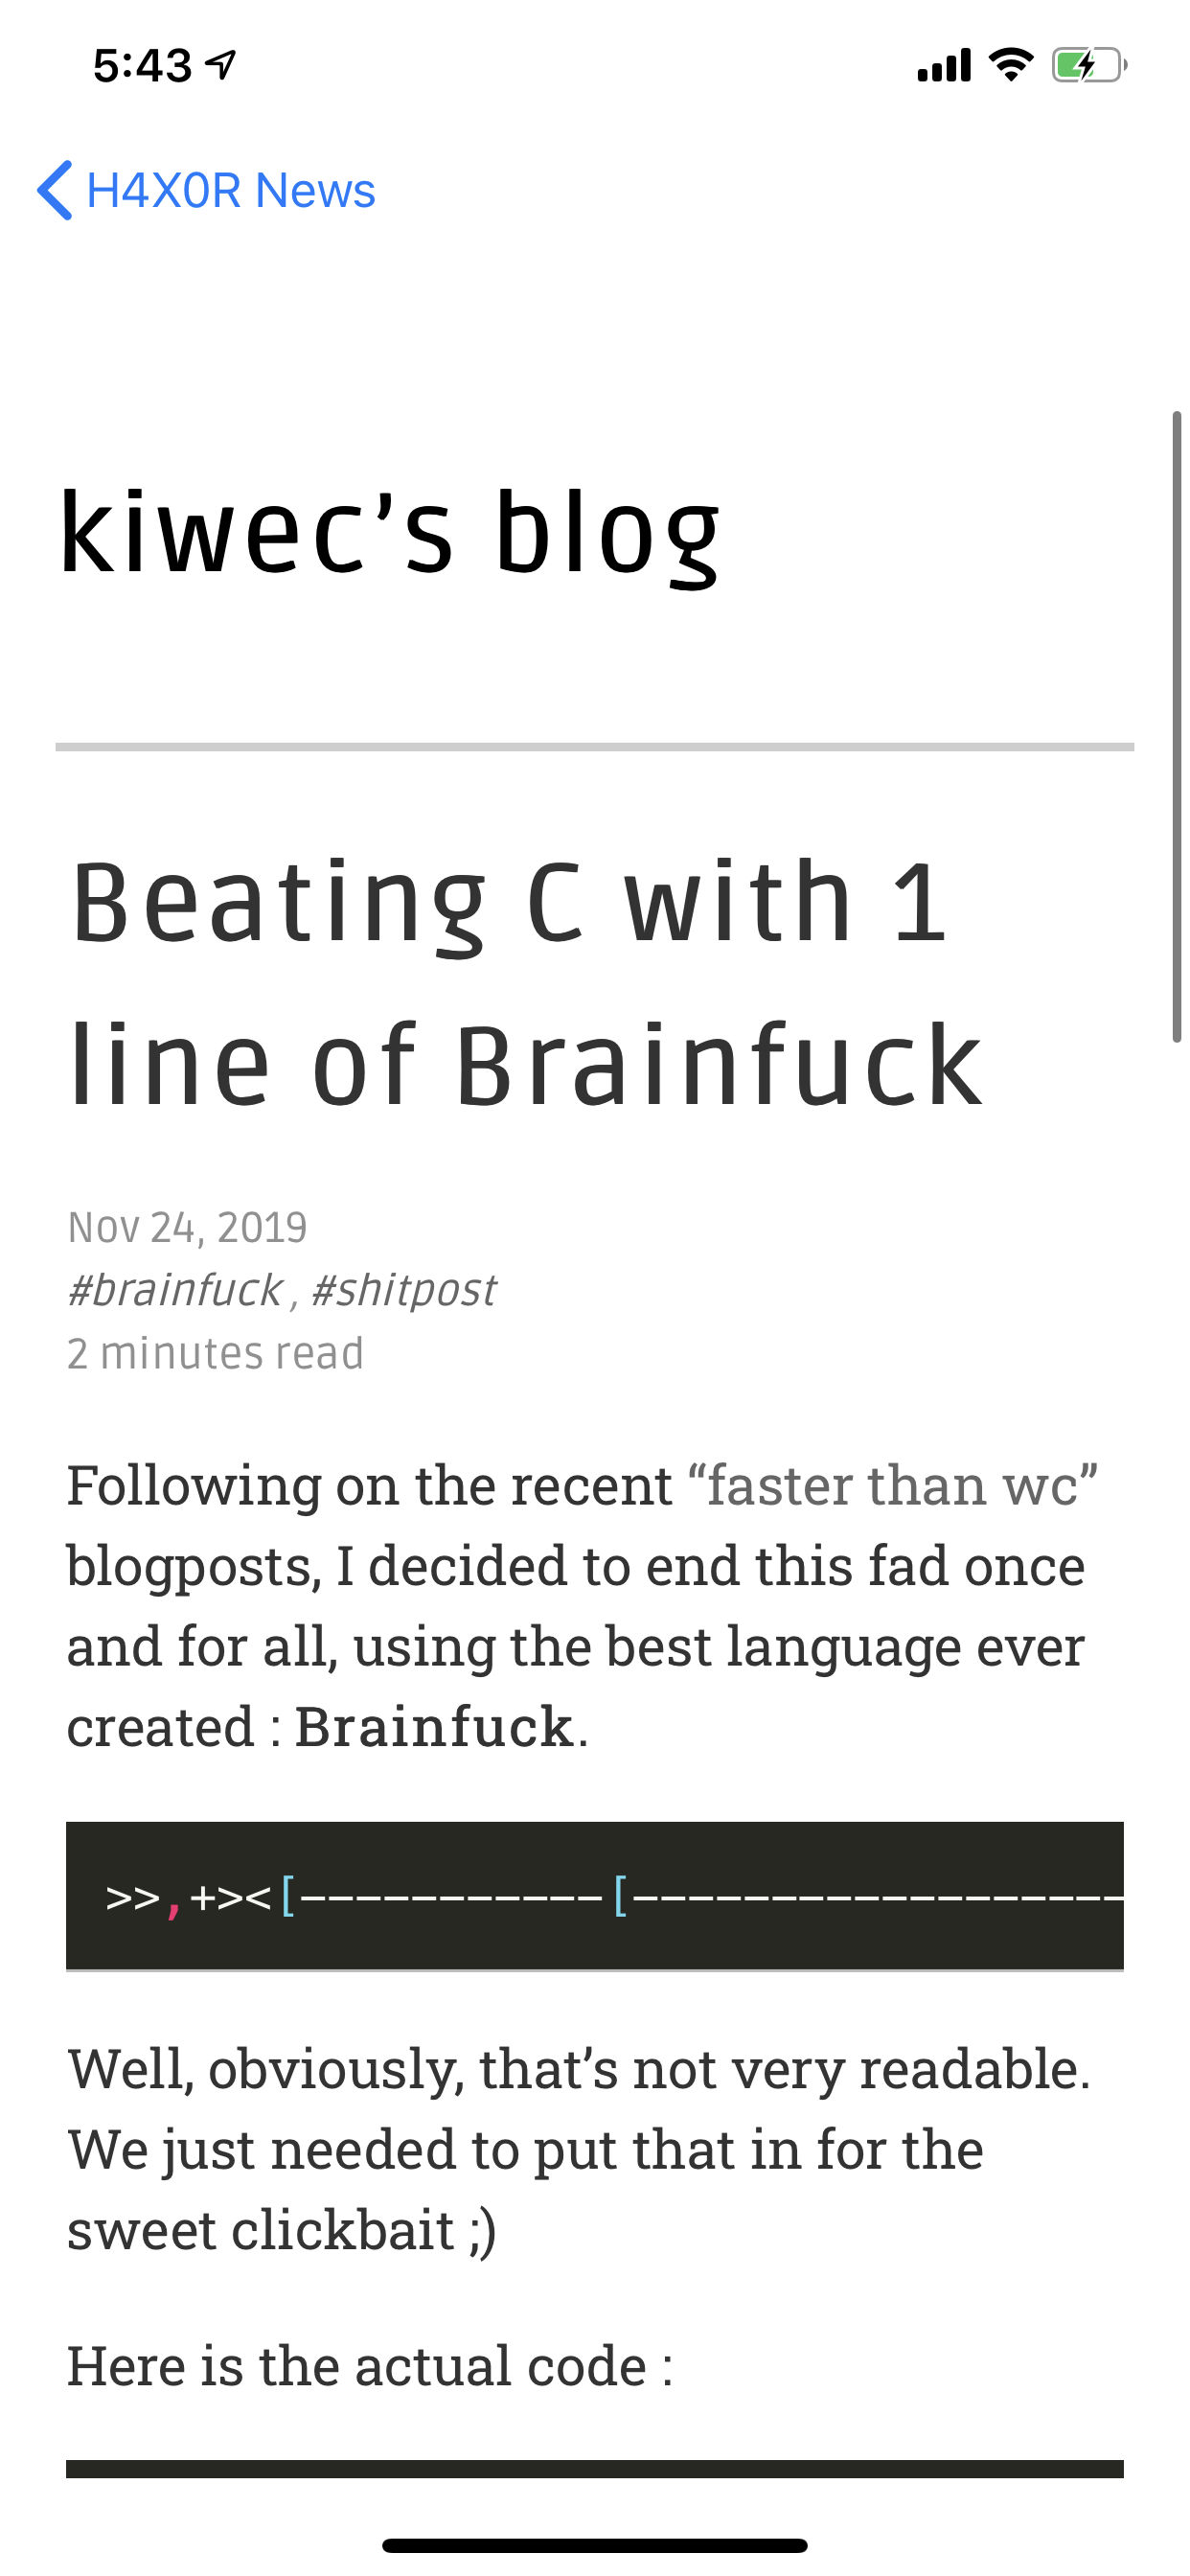 5:43
H4X0R News
kiwec’s blog
Beating C with 1
line of Brainfuck
Nov 24, 2019
#brainfuck , #shitpost
2 minutes read
Following on the recent “faster than wc”
blogposts, I decided to end this fad once
and for all, using the best language ever
created : Brainfuck.
>>,+><[-----------[------------------
Well, obviously, that’s not very readable.
We just needed to put that in for the
sweet clickbait ;)
Here is the actual code :